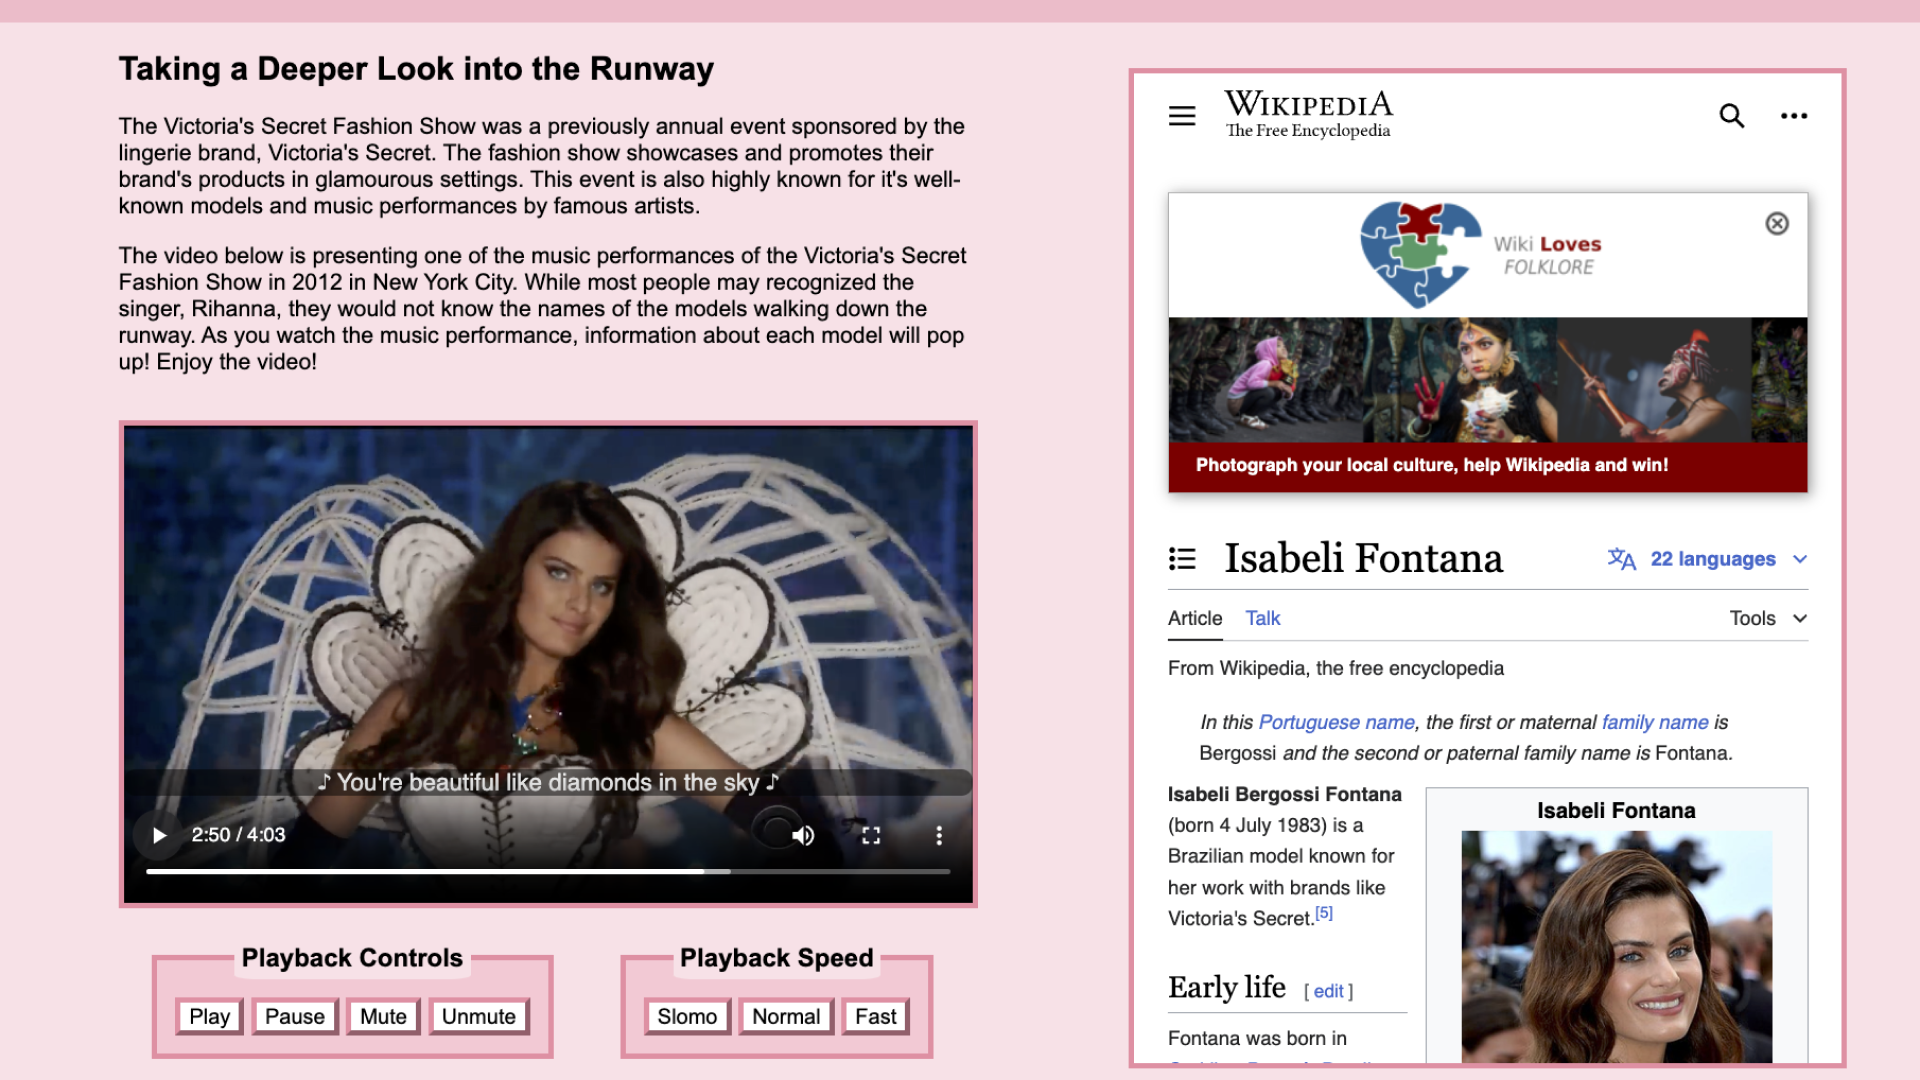 Taking a Deeper Look into the Runway
The Victoria's Secret Fashion Show was a previously annual event sponsored by the
lingerie brand, Victoria's Secret. The fashion show showcases and promotes their
brand's products in glamourous settings. This event is also highly known for it's well-
known models and music performances by famous artists.
The video below is presenting one of the music performances of the Victoria's Secret
Fashion Show in 2012 in New York City. While most people may recognized the
singer, Rihanna, they would not know the names of the models walking down the
runway. As you watch the music performance, information about each model will pop
up! Enjoy the video!
♪ You're beautiful like diamonds in the sky ♪
2:50 / 4:03
Playback Controls
Play Pause Mute Unmute
Playback Speed
Slomo Normal Fast
WIKIPEDIA
The Free Encyclopedia
Wiki Loves
FOLKLORE
Photograph your local culture, help Wikipedia and win!
Isabeli Fontana
22 languages
Article Talk
Tools
From Wikipedia, the free encyclopedia
In this Portuguese name, the first or maternal family name is
Bergossi and the second or paternal family name is Fontana.
Isabeli Bergossi Fontana
(born 4 July 1983) is a
Brazilian model known for
her work with brands like
Victoria's Secret.[5]
Isabeli Fontana
Early life [ edit ]
Fontana was born in